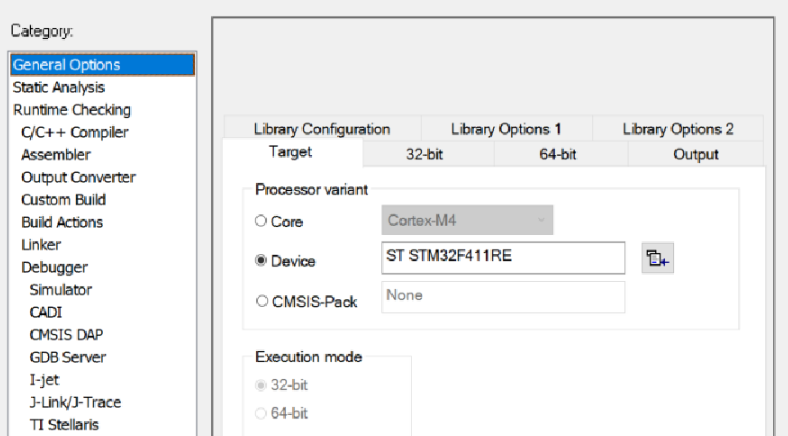 Category:
General Options
Static Analysis
Runtime Checking
C/C++ Compiler
Assembler
Output Converter
Custom Build
Build Actions
Linker
Debugger
Simulator
CADI
CMSIS DAP
GDB Server
I-jet
J-Link/J-Trace
TI Stellaris
Library Configuration Library Options 1 Library Options 2
Target 32-bit 64-bit Output
Processor variant
Core Cortex-M4
Device ST STM32F411RE
CMSIS-Pack None
Execution mode
32-bit
64-bit